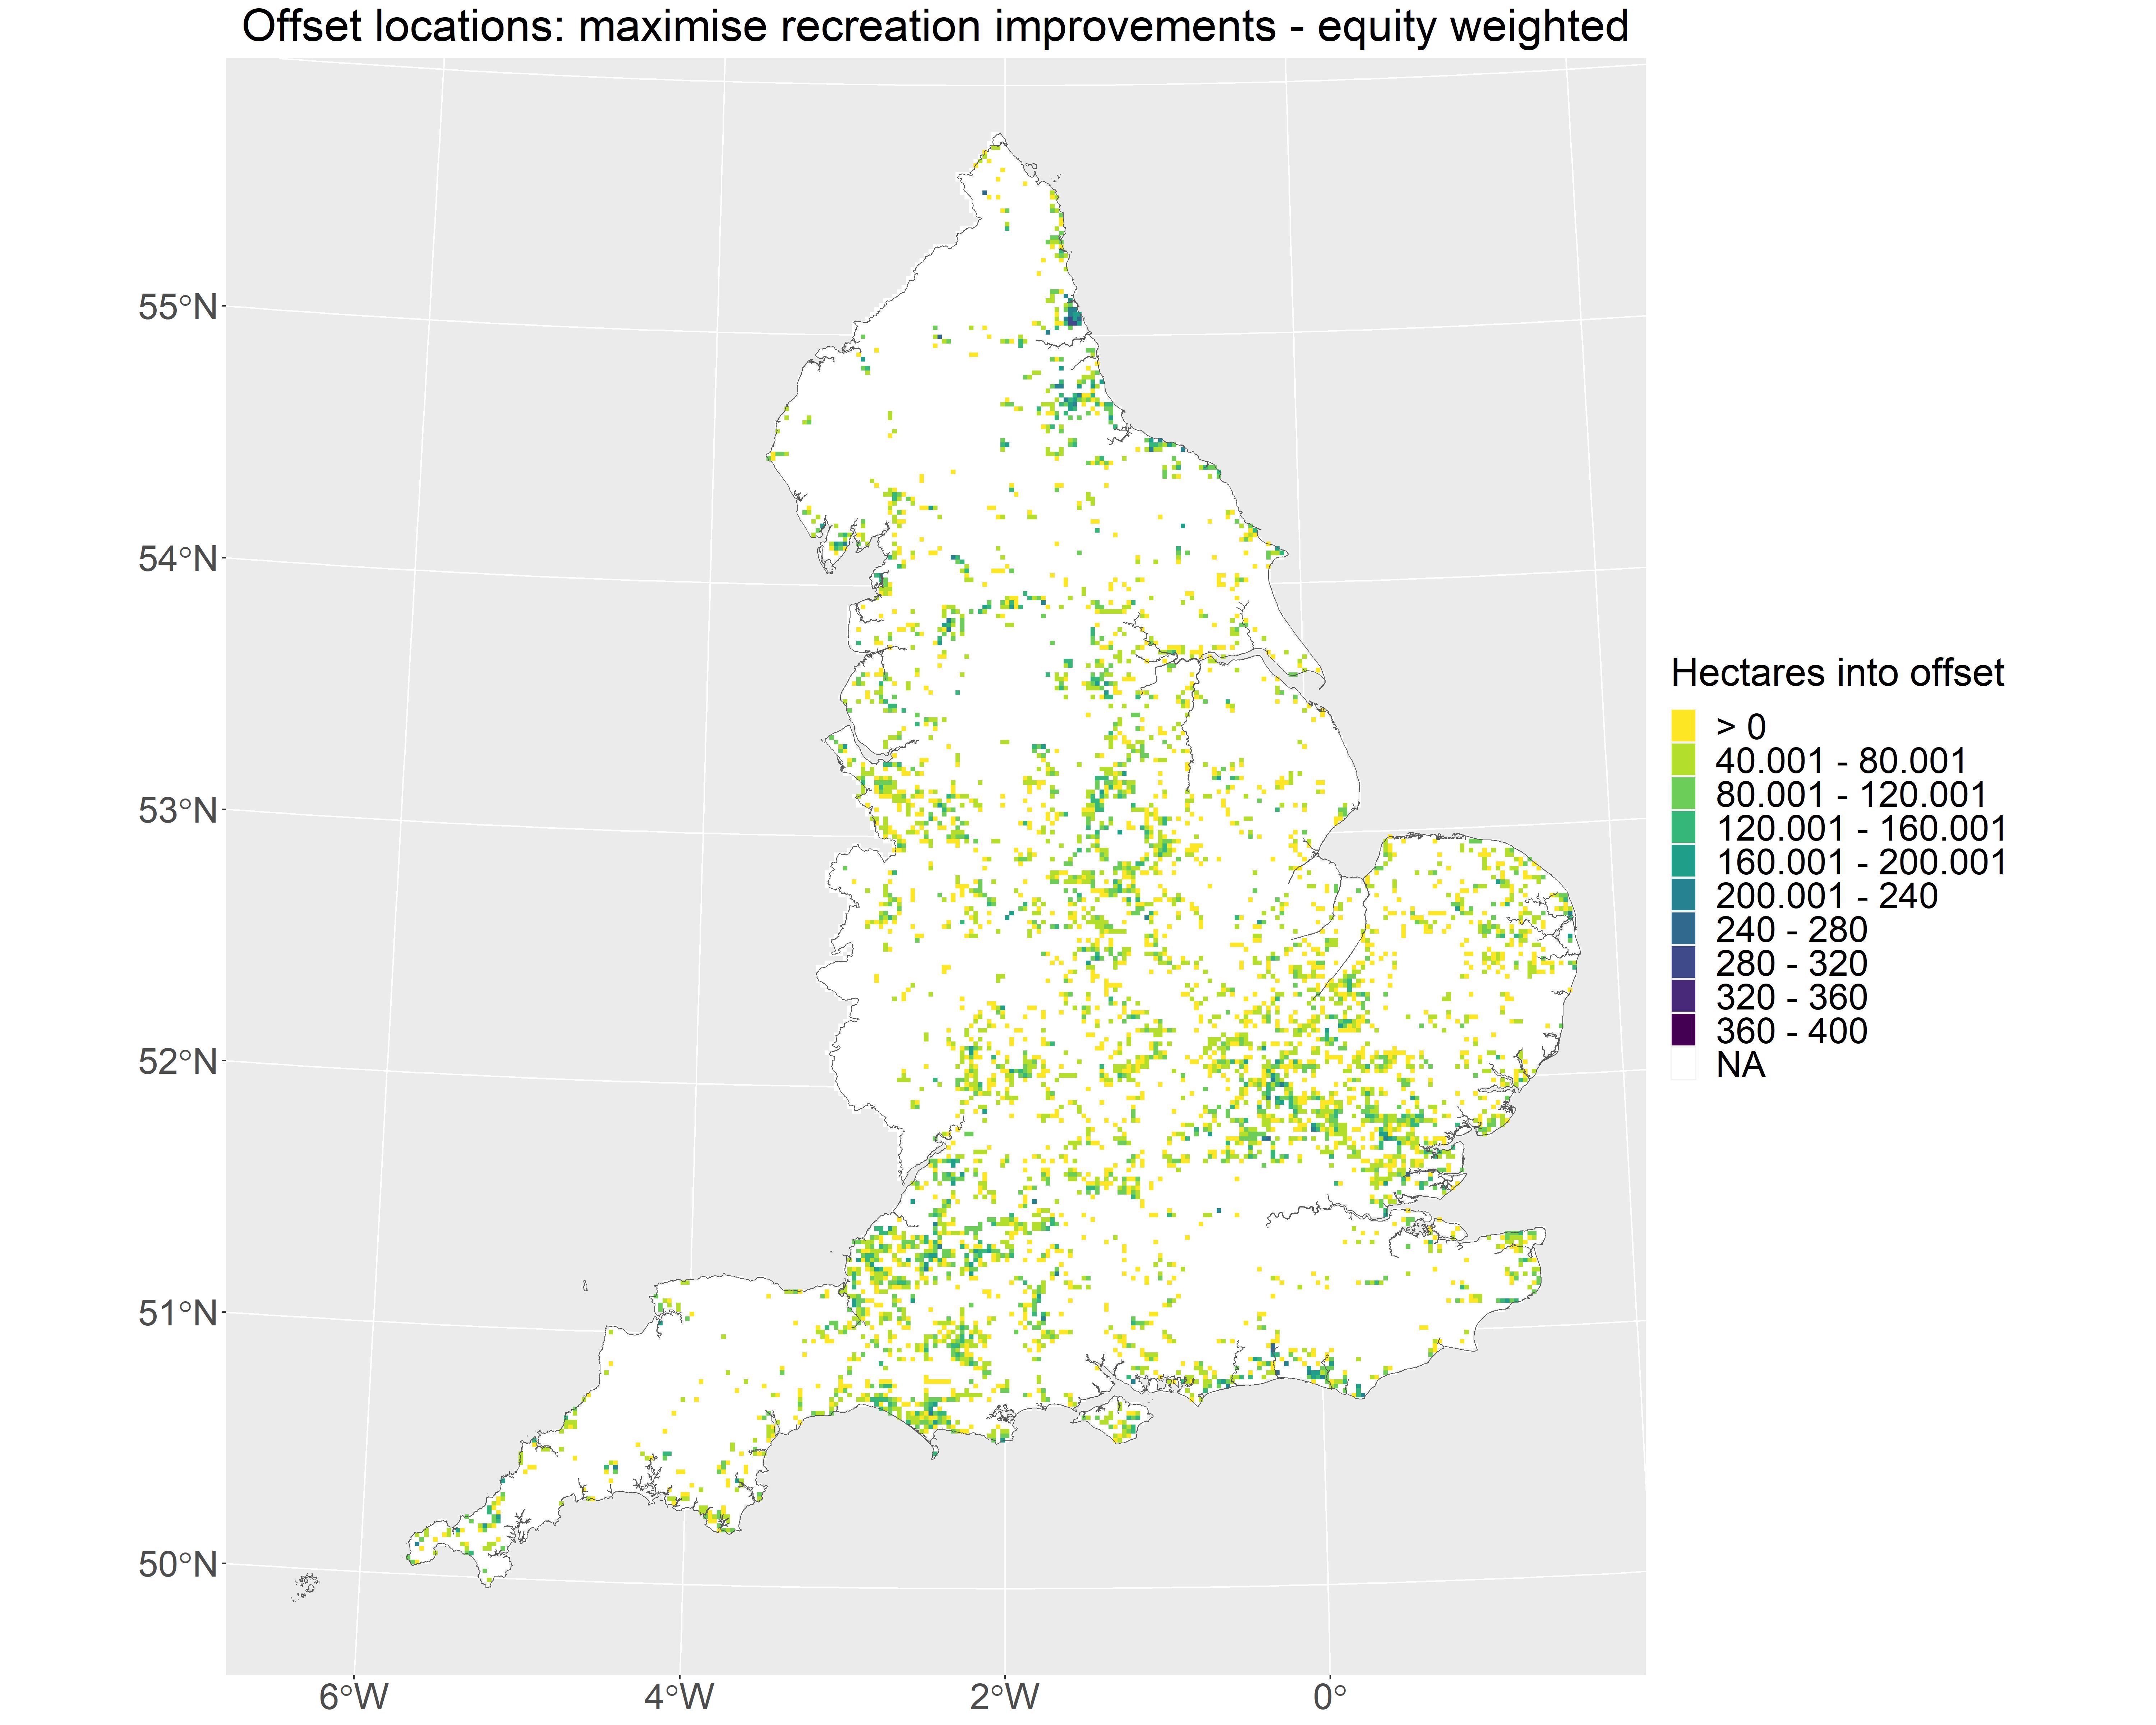 Offset locations: maximise recreation improvements - equity weighted
55°N
54°N
53°N
52°N
51°N
50°N
6°W
4°W
2°W
0°
Hectares into offset
> 0
40.001 - 80.001
80.001 - 120.001
120.001 - 160.001
160.001 - 200.001
200.001 - 240
240 - 280
280 - 320
320 - 360
360 - 400
NA